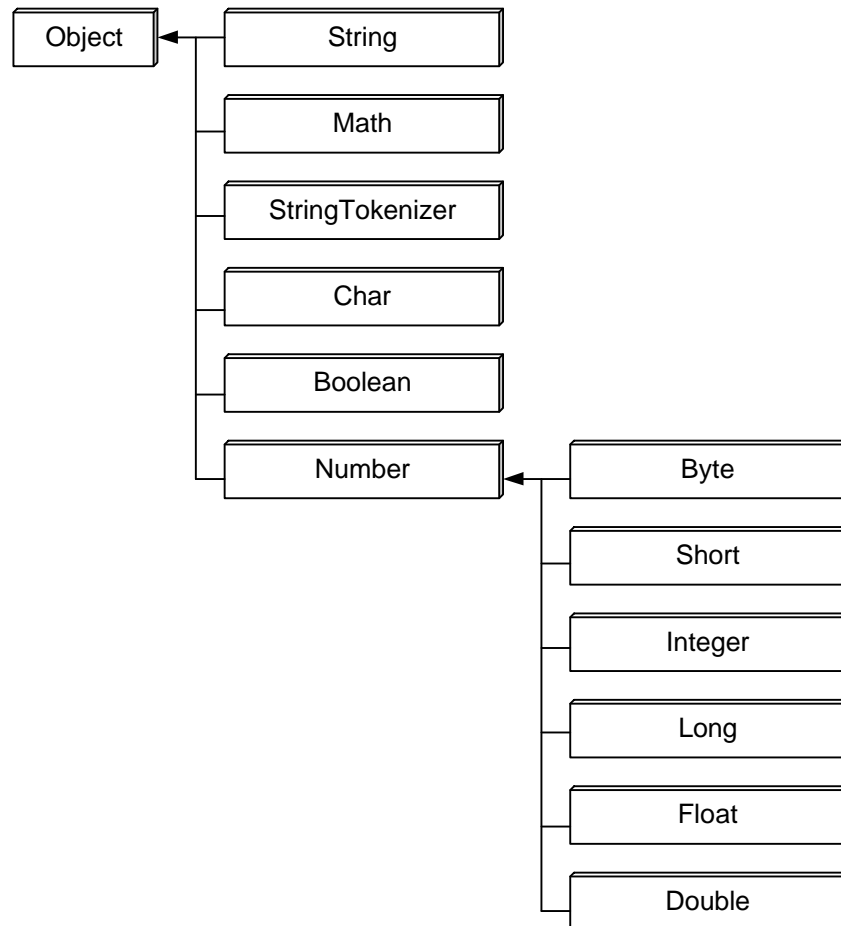 Object
String
Math
StringTokenizer
Char
Boolean
Number
Byte
Short
Integer
Long
Float
Double